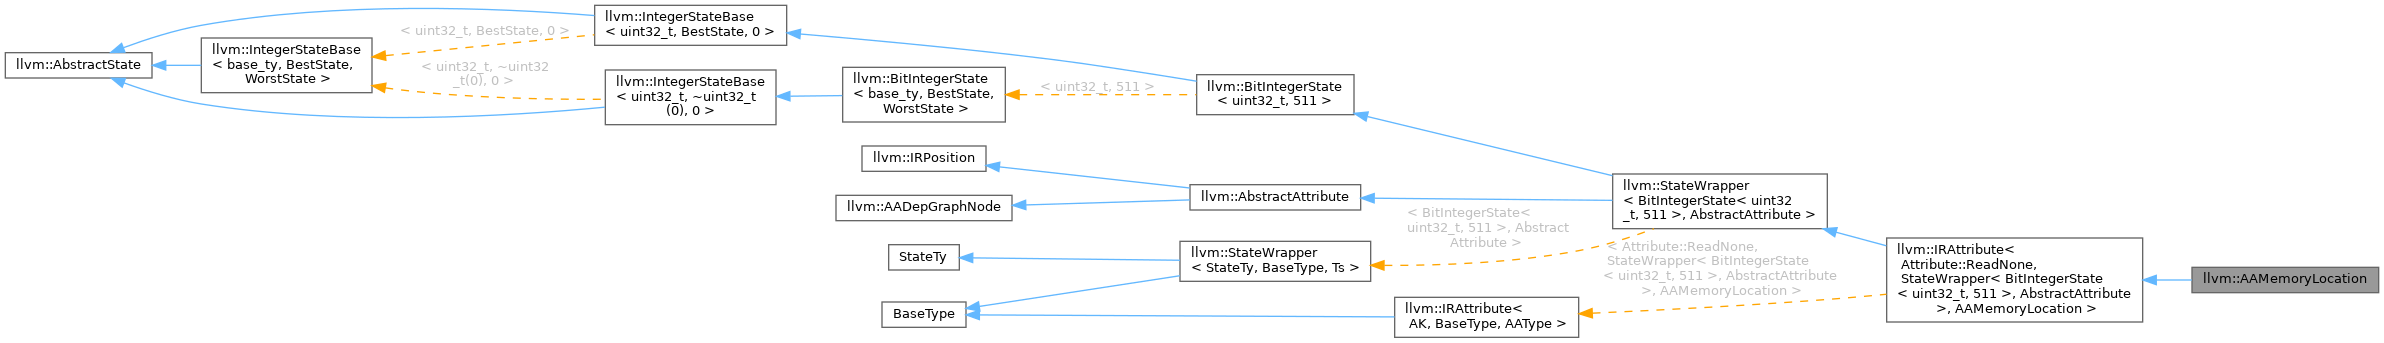 llvm::AbstractState
llvm::IntegerStateBase
< base_ty, BestState,
WorstState >
< uint32_t, BestState, 0 >
< uint32_t, ~uint32
_t(0), 0 >
llvm::IntegerStateBase
< uint32_t, BestState, 0 >
llvm::IntegerStateBase
< uint32_t, ~uint32_t
(0), 0 >
llvm::BitIntegerState
< base_ty, BestState,
WorstState >
< uint32_t, 511 >
llvm::BitIntegerState
< uint32_t, 511 >
llvm::IRPosition
llvm::AADepGraphNode
llvm::AbstractAttribute
StateTy
BaseType
llvm::StateWrapper
< StateTy, BaseType, Ts >
< BitIntegerState<
uint32_t, 511 >, Abstract
Attribute >
llvm::IRAttribute<
AK, BaseType, AAType >
< Attribute::ReadNone,
StateWrapper< BitIntegerState
< uint32_t, 511 >, AbstractAttribute
>, AAMemoryLocation >
llvm::StateWrapper
< BitIntegerState< uint32
_t, 511 >, AbstractAttribute >
llvm::IRAttribute<
Attribute::ReadNone,
StateWrapper< BitIntegerState
< uint32_t, 511 >, AbstractAttribute
>, AAMemoryLocation >
llvm::AAMemoryLocation